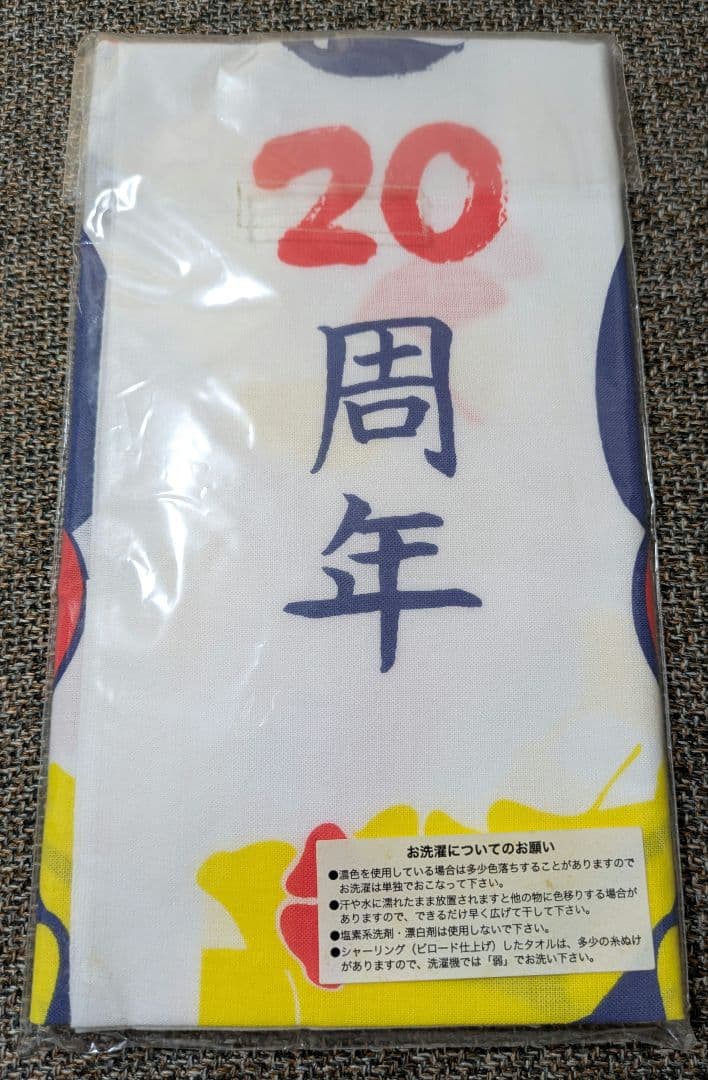 20
周
年
お洗濯についてのお願い
●濃色を使用している場合は多少色落ちすることがありますので
お洗濯は単独でおこなって下さい。
●汗や水に濡れたまま放置されますと他の物に色移りする場合が
ありますので、できるだけ早く広げて干して下さい。
●塩素系洗剤・漂白剤は使用しないで下さい。
●シャーリング（ビロード仕上げ）したタオルは、多少の糸ぬけ
がありますので、洗濯機では「弱」でお洗い下さい。